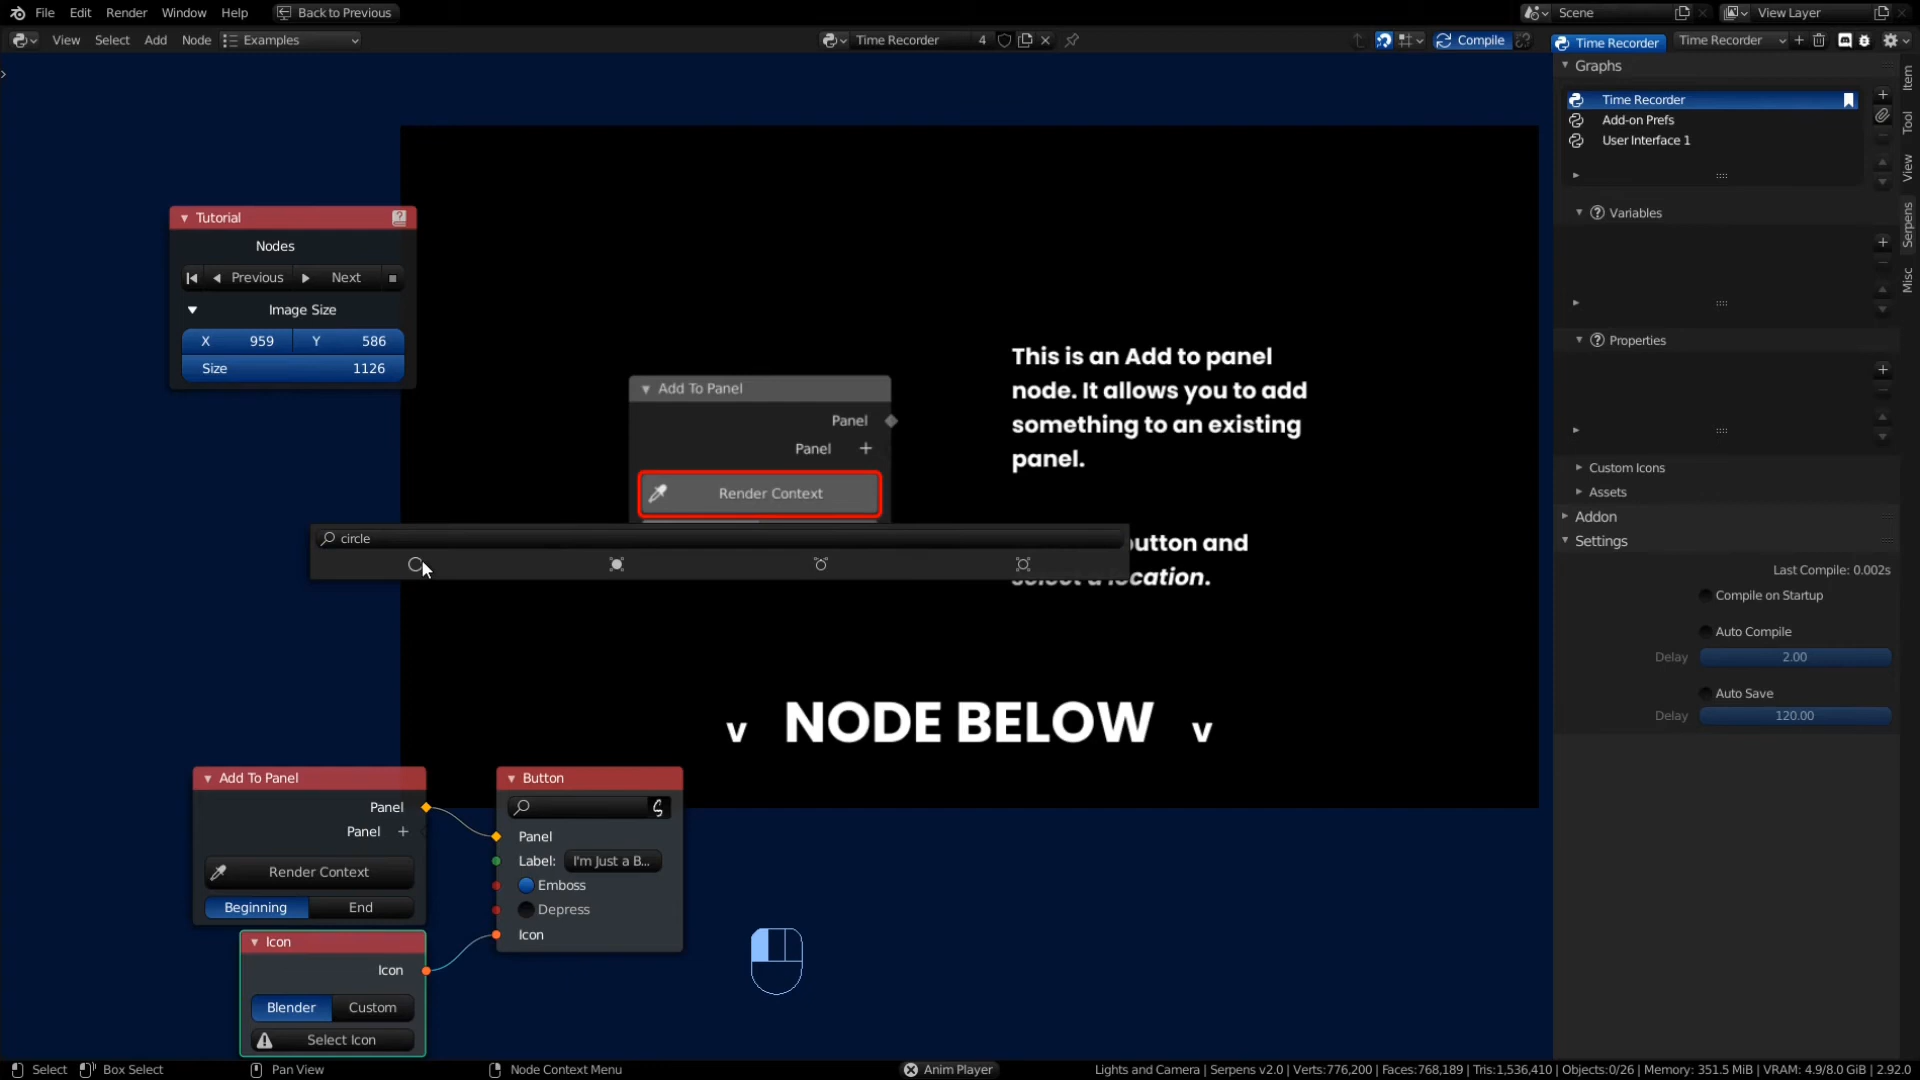 File Edit Render Window Help Back to Previous Scene View Layer
View Select Add Node Examples Time Recorder 4 Compile Time Recorder Time Recorder
Graphs
Time Recorder
Add-on Prefs
User Interface 1
Variables
Properties
Custom Icons
Assets
Addon
Settings
Last Compile: 0.002s
Compile on Startup
Auto Compile
Delay 2.00
Auto Save
Delay 120.00
Item
Tool
View
Serpens
Misc
Tutorial
Nodes
Previous Next
Image Size
X 959 Y 586
Size 1126
Add To Panel
Panel
Panel
Render Context
This is an Add to panel
node. It allows you to add
something to an existing
panel.
circle
utton and
select a location.
v NODE BELOW v
Add To Panel
Panel
Panel
Render Context
Beginning End
Button
Panel
Label: I'm Just a B...
Emboss
Depress
Icon
Icon
Icon
Blender Custom
Select Icon
Select Box Select Pan View Node Context Menu Anim Player Lights and Camera | Serpens v2.0 | Verts:776,200 | Faces:768,189 | Tris:1,536,410 | Objects:0/26 | Memory: 351.5 MiB | VRAM: 4.9/8.0 GiB | 2.92.0